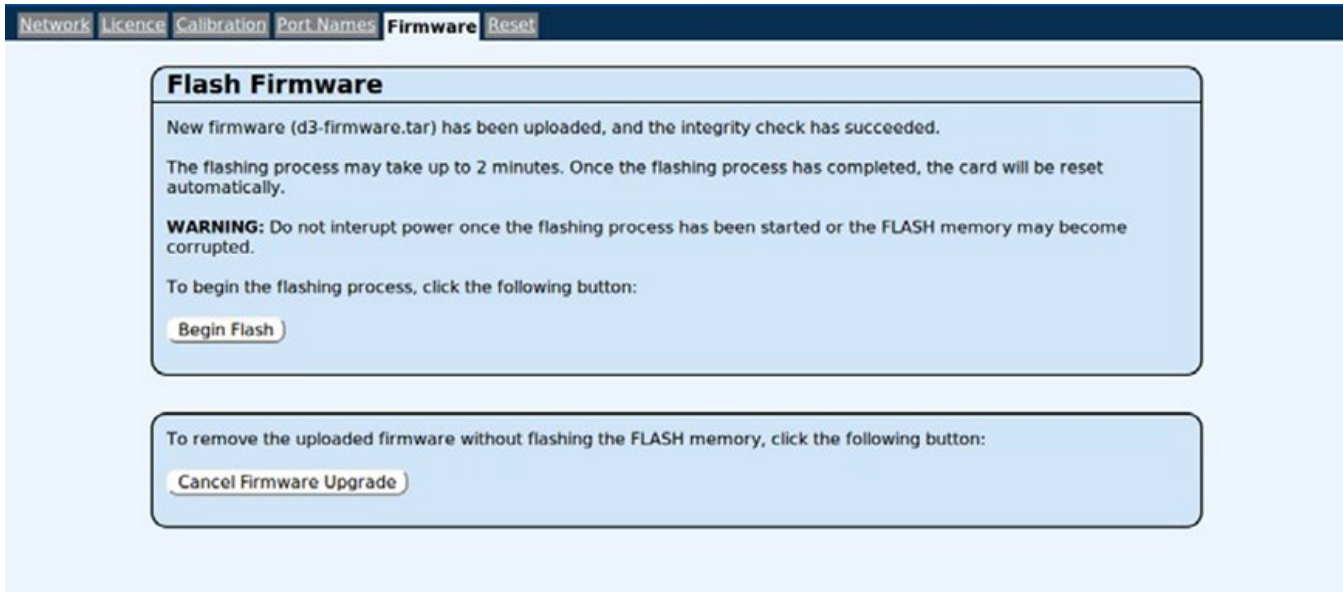 Network Licence Calibration Port Names Firmware Reset
Flash Firmware
New firmware (d3-firmware.tar) has been uploaded, and the integrity check has succeeded.
The flashing process may take up to 2 minutes. Once the flashing process has completed, the card will be reset
automatically.
WARNING: Do not interupt power once the flashing process has been started or the FLASH memory may become
corrupted.
To begin the flashing process, click the following button:
Begin Flash
To remove the uploaded firmware without flashing the FLASH memory, click the following button:
Cancel Firmware Upgrade